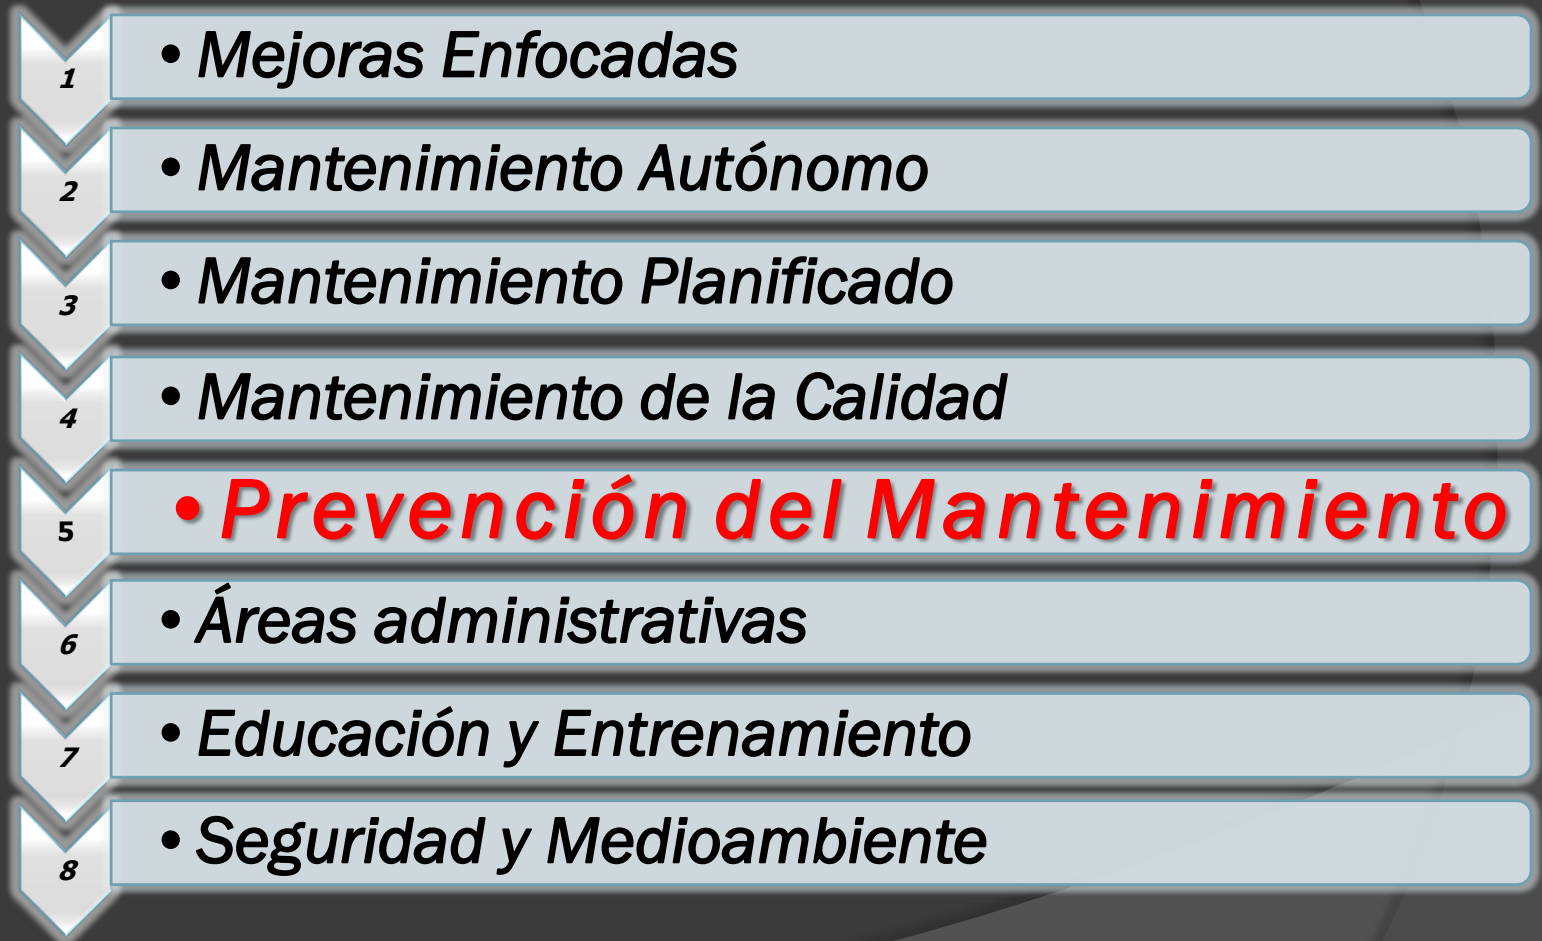 1
• Mejoras Enfocadas
2
• Mantenimiento Autónomo
3
• Mantenimiento Planificado
4
• Mantenimiento de la Calidad
5
• Prevención del Mantenimiento
6
• Áreas administrativas
7
• Educación y Entrenamiento
8
• Seguridad y Medioambiente